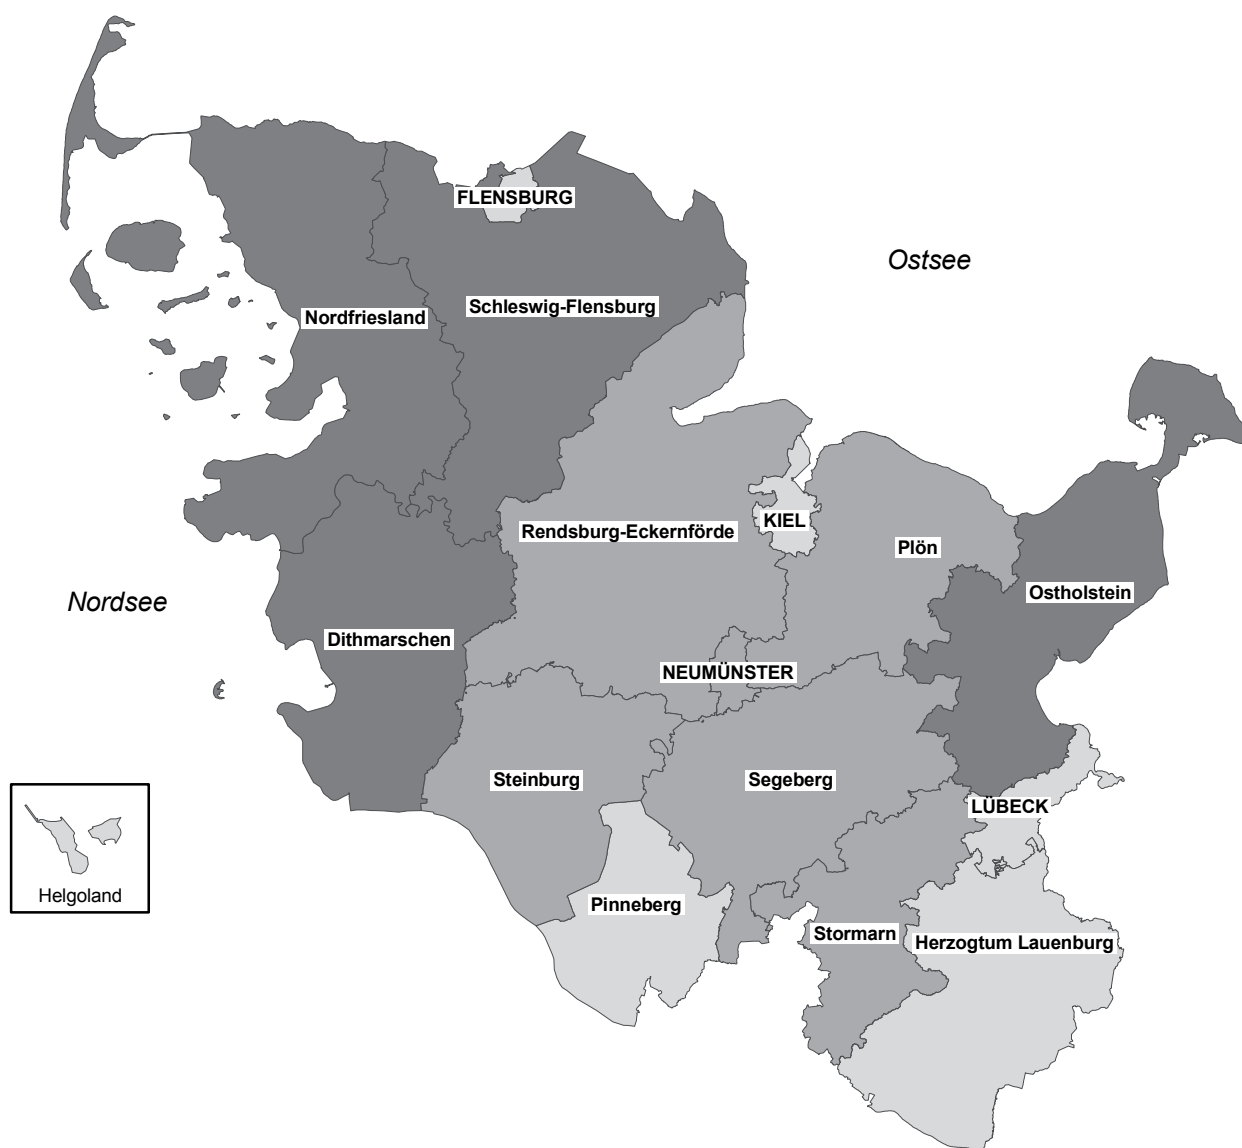 FLENSBURG
Ostsee
Schleswig-Flensburg
Nordfriesland
KIEL
Rendsburg-Eckernförde
Plön
Ostholstein
Nordsee
Dithmarschen
NEUMÜNSTER
Steinburg
Segeberg
LÜBECK
Helgoland
Pinneberg
Stormarn
Herzogtum Lauenburg